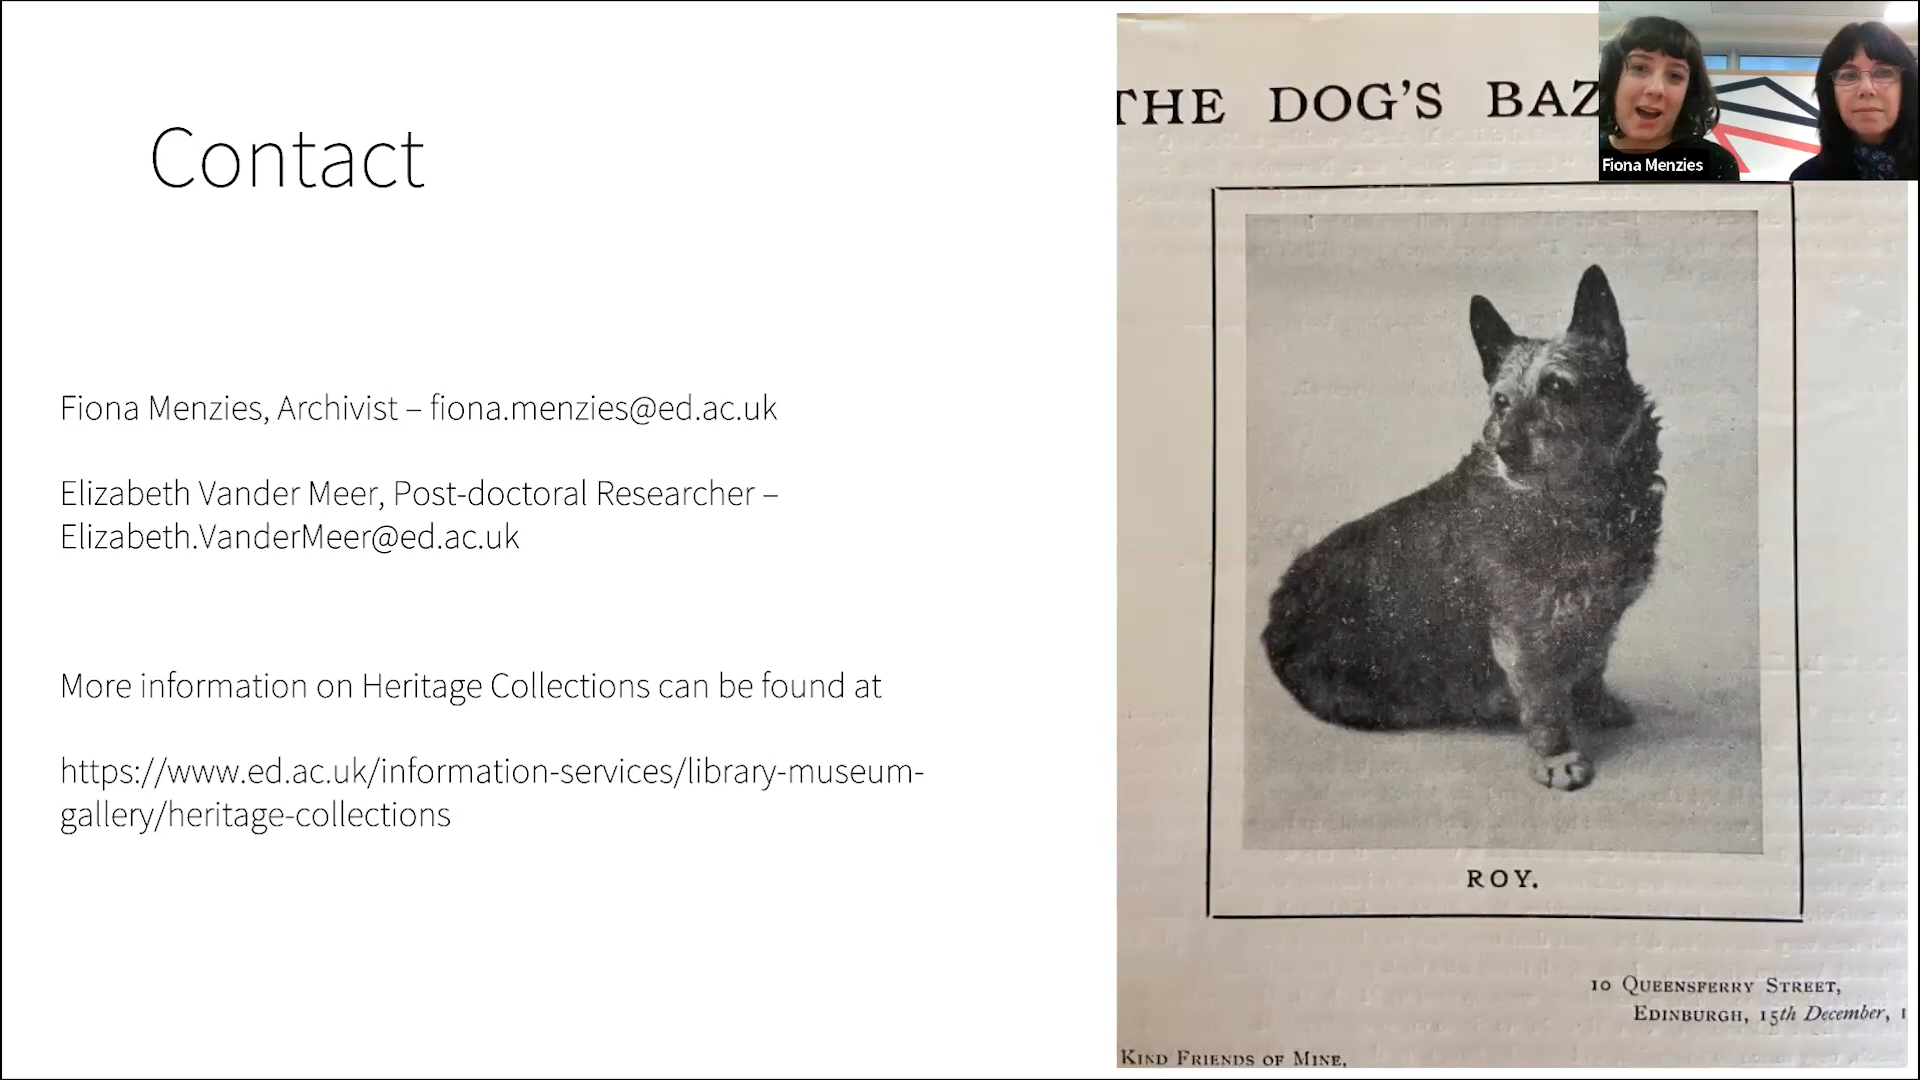 Contact
Fiona Menzies, Archivist – fiona.menzies@ed.ac.uk
Elizabeth Vander Meer, Post-doctoral Researcher –
Elizabeth.VanderMeer@ed.ac.uk
More information on Heritage Collections can be found at
https://www.ed.ac.uk/information-services/library-museum-
gallery/heritage-collections
THE DOG'S BAZ
Fiona Menzies
ROY.
10 QUEENSFERRY STREET,
EDINBURGH, 15th December, 1
KIND FRIENDS OF MINE,